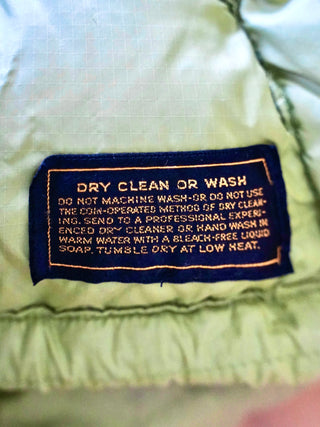 DRY CLEAN OR WASH
DO NOT MACHINE WASH-OR DO NOT USE
THE COIN-OPERATED METHOD OF DRY CLEAN-
ING. SEND TO A PROFESSIONAL EXPERI-
ENCED DRY CLEANER OR HAND WASH IN
WARM WATER WITH A BLEACH-FREE LIQUID
SOAP. TUMBLE DRY AT LOW HEAT.